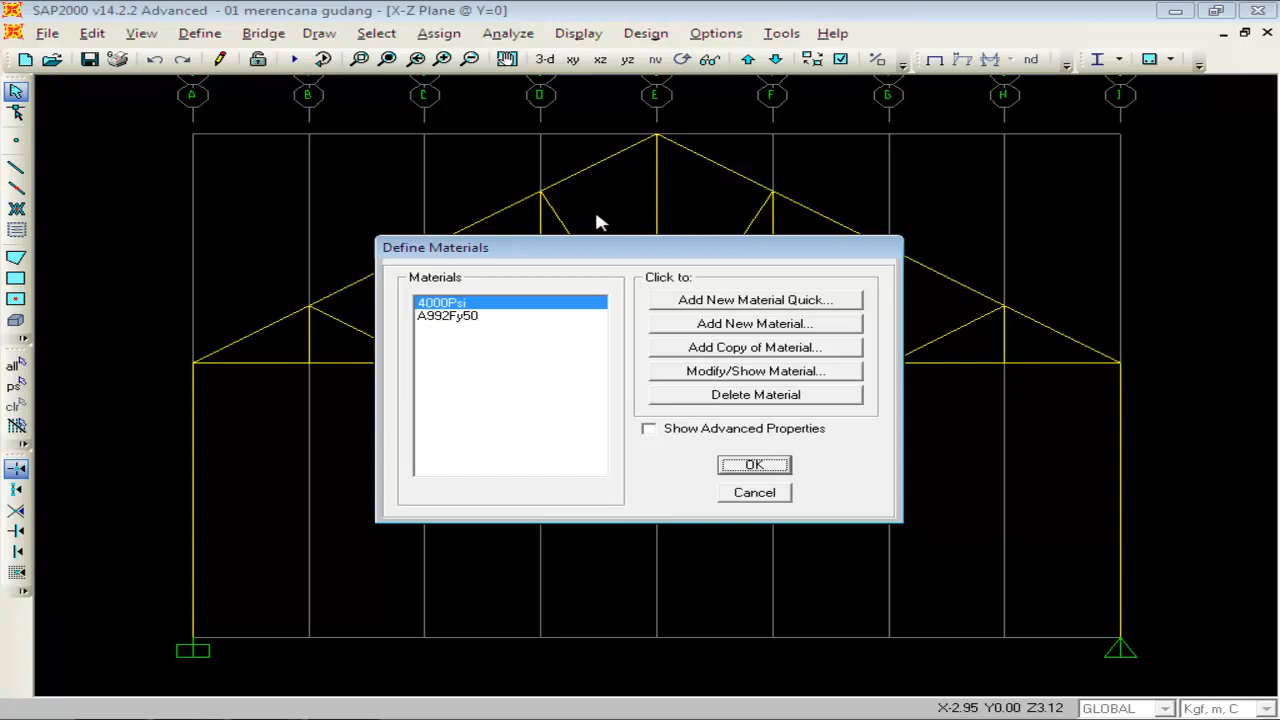 SAP2000 v14.2.2 Advanced - 01 merencana gudang - [X-Z Plane @ Y=0]
File Edit View Define Bridge Draw Select Assign Analyze Display Design Options Tools Help
3-d xy xz yz nv nd
A B C D E F G H I
all
ps
clr
Define Materials
Materials
4000Psi
A992Fy50
Click to:
Add New Material Quick...
Add New Material...
Add Copy of Material...
Modify/Show Material...
Delete Material
Show Advanced Properties
OK
Cancel
X-2.95 Y0.00 Z3.12
GLOBAL
Kgf, m, C